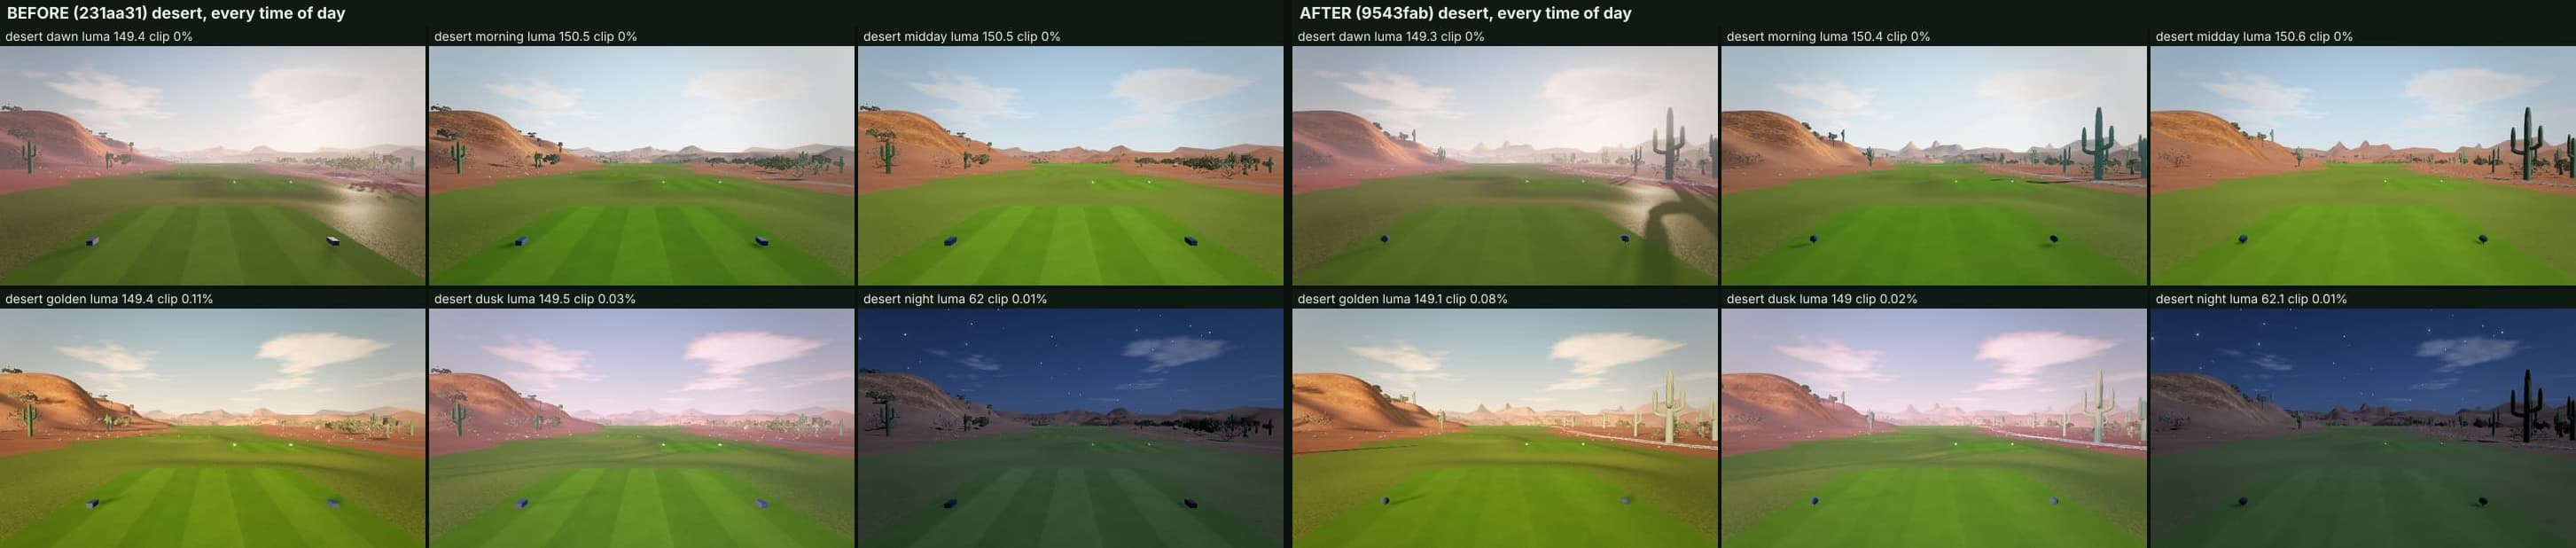 BEFORE (231aa31) desert, every time of day
desert dawn luma 149.4 clip 0%
desert morning luma 150.5 clip 0%
desert midday luma 150.5 clip 0%
desert golden luma 149.4 clip 0.11%
desert dusk luma 149.5 clip 0.03%
desert night luma 62 clip 0.01%
AFTER (9543fab) desert, every time of day
desert dawn luma 149.3 clip 0%
desert morning luma 150.4 clip 0%
desert midday luma 150.6 clip 0%
desert golden luma 149.1 clip 0.08%
desert dusk luma 149 clip 0.02%
desert night luma 62.1 clip 0.01%